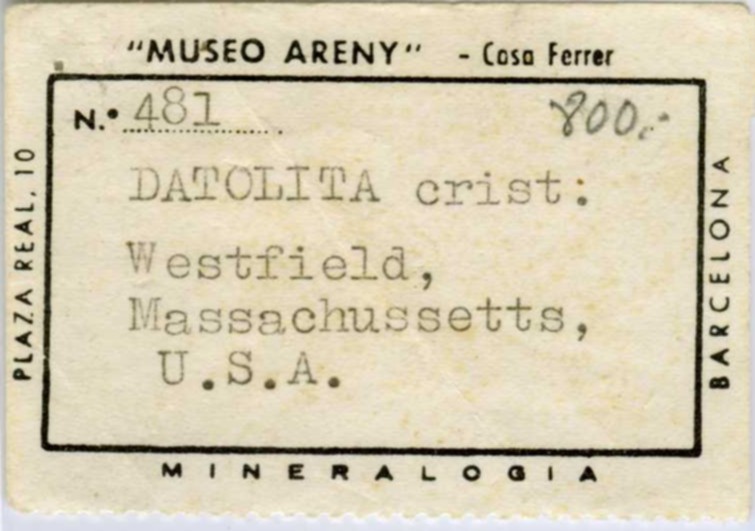 "MUSEO ARENY" - Casa Ferrer
N.º 481
800,-
DATOLITA crist:
Westfield,
Massachussetts,
U.S.A.
PLAZA REAL, 10
BARCELONA
MINERALOGIA